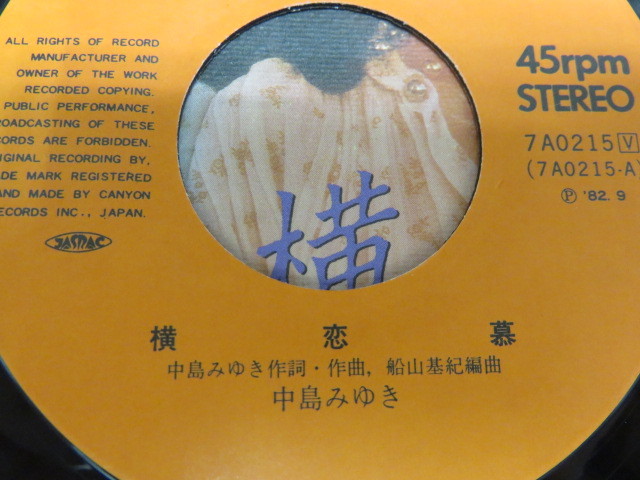 ALL RIGHTS OF RECORD
MANUFACTURER AND
OWNER OF THE WORK
RECORDED COPYING.
PUBLIC PERFORMANCE,
ROADCASTING OF THESE
CORDS ARE FORBIDDEN.
IGINAL RECORDING BY,
DE MARK REGISTERED
AND MADE BY CANYON
ECORDS INC., JAPAN.
JASRAC
45rpm
STEREO
7A0215 V
(7A0215-A)
Ⓟ '82. 9
横
横 恋 慕
中島みゆき作詞・作曲, 船山基紀編曲
中島みゆき